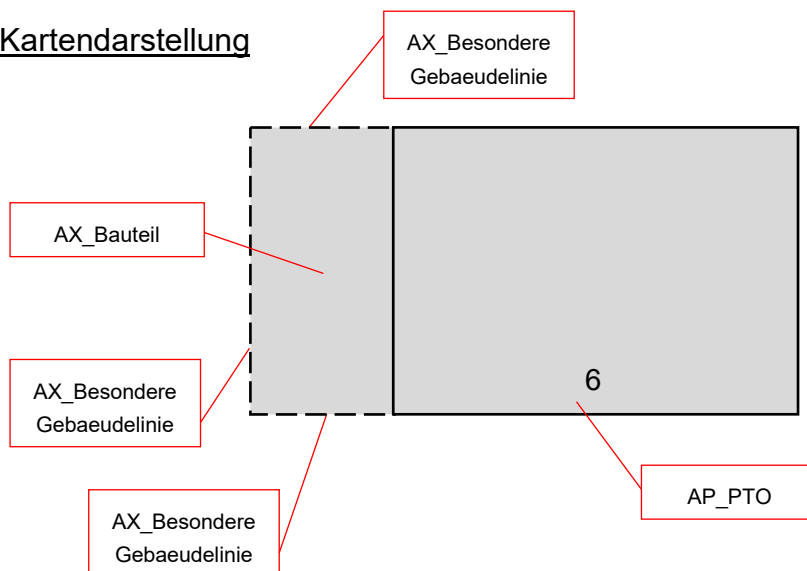 Kartendarstellung
AX_Besondere
Gebaeudelinie
AX_Bauteil
AX_Besondere
Gebaeudelinie
6
AP_PTO
AX_Besondere
Gebaeudelinie